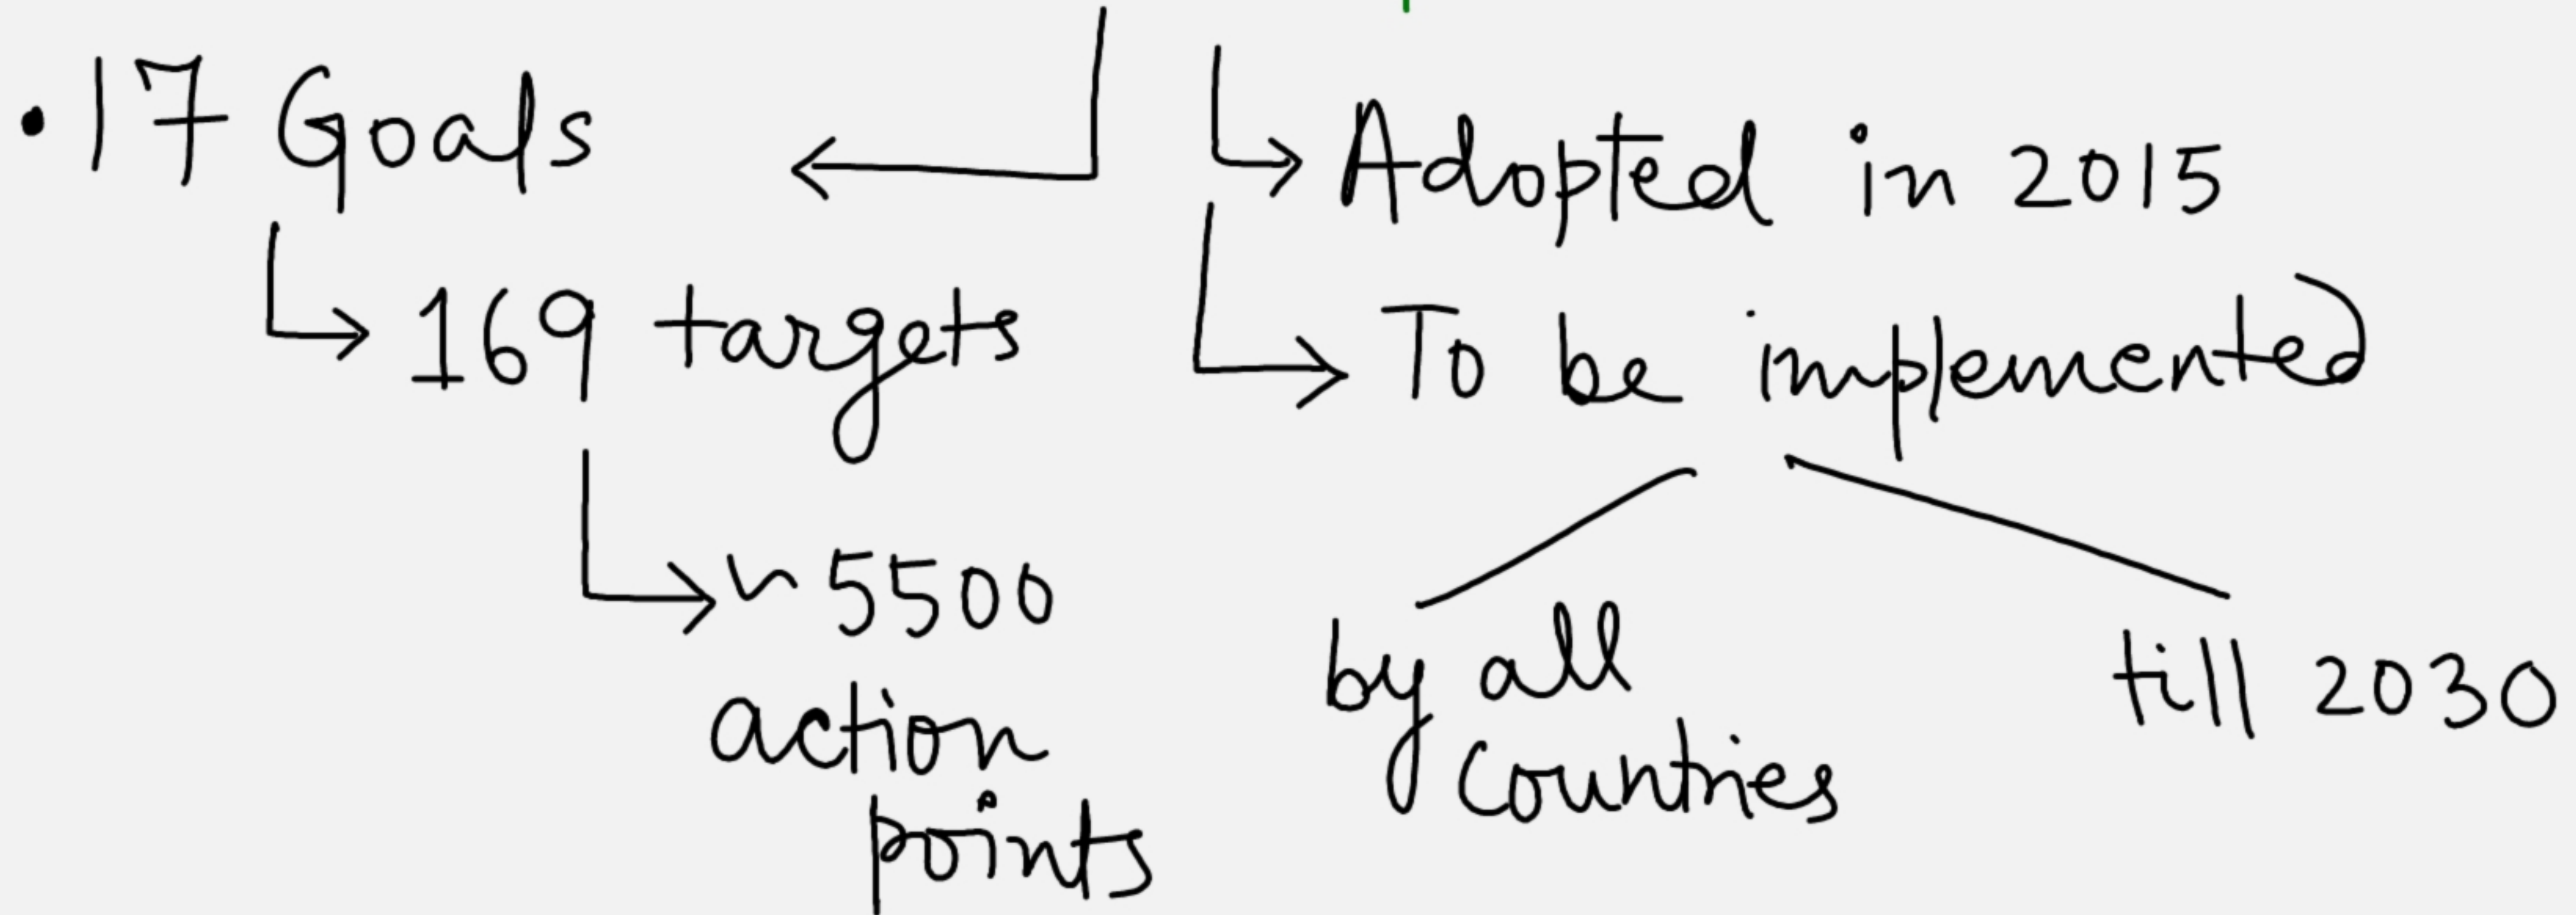 • 17 Goals
169 targets
~ 5500
action
points
Adopted in 2015
To be implemented
by all
Countries
till 2030